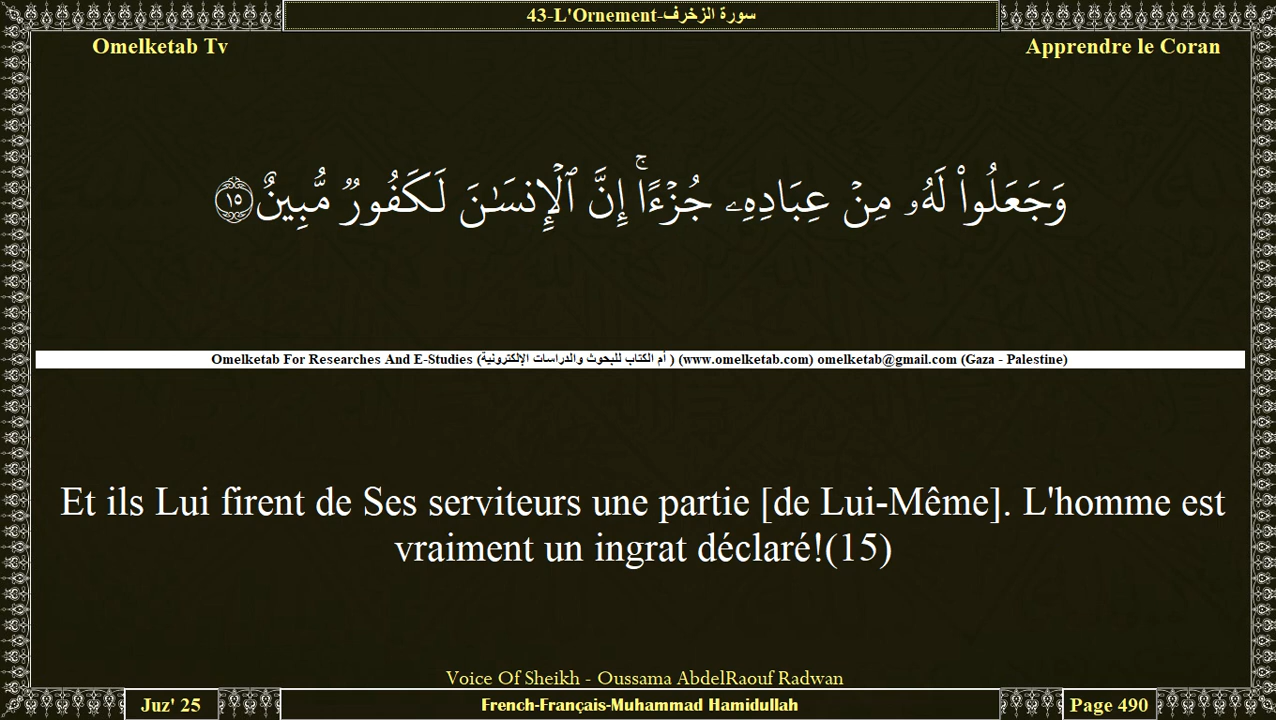 43-L'Ornement-سورة الزخرف
Omelketab Tv
Apprendre le Coran
وَجَعَلُوا۟ لَهُۥ مِنْ عِبَادِهِۦ جُزْءًا ۚ إِنَّ ٱلْإِنسَـٰنَ لَكَفُورٌ مُّبِينٌ ١٥
Omelketab For Researches And E-Studies (أم الكتاب للبحوث والدراسات الإلكترونية ) (www.omelketab.com) omelketab@gmail.com (Gaza - Palestine)
Et ils Lui firent de Ses serviteurs une partie [de Lui-Même]. L'homme est
vraiment un ingrat déclaré!(15)
Voice Of Sheikh - Oussama AbdelRaouf Radwan
Juz' 25
French-Français-Muhammad Hamidullah
Page 490